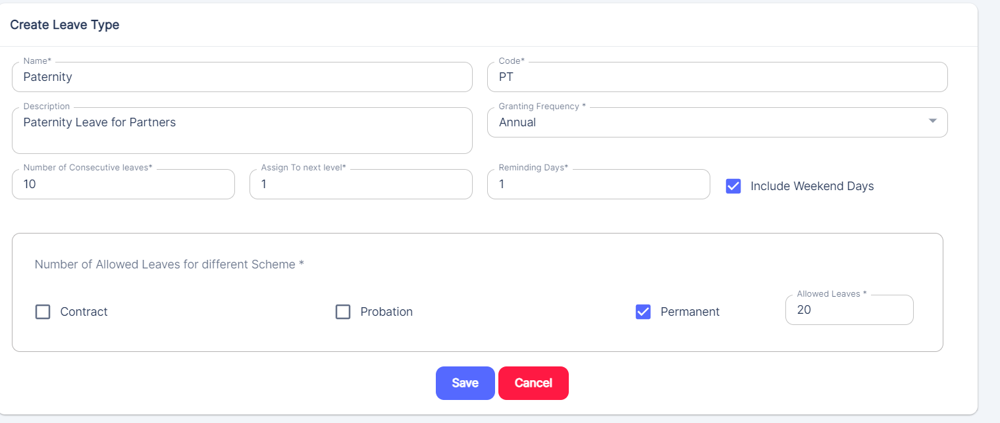 Create Leave Type
Name* Code*
Paternity PT
Description Granting Frequency *
Paternity Leave for Partners Annual
Number of Consecutive leaves* Assign To next level* Reminding Days*
10 1 1 Include Weekend Days
Number of Allowed Leaves for different Scheme *
Allowed Leaves *
Contract Probation Permanent 20
Save Cancel